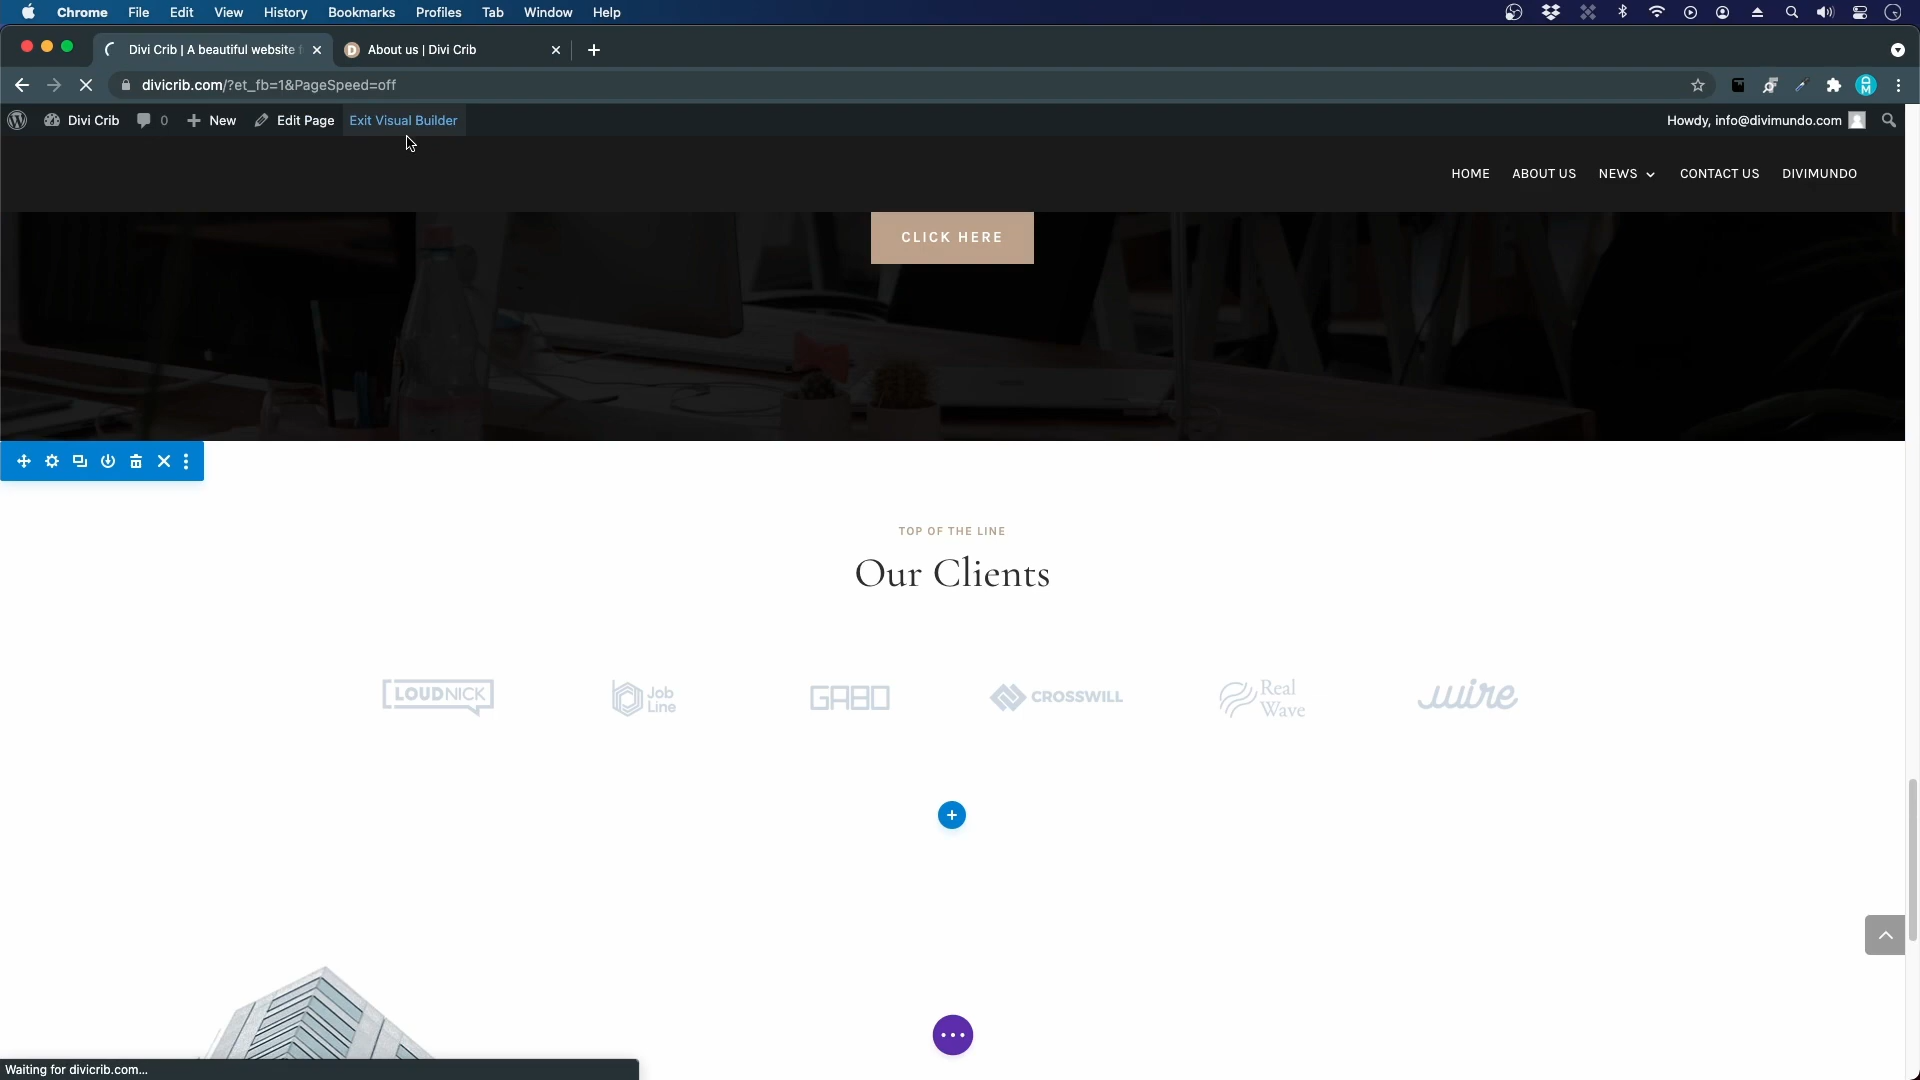 Chrome File Edit View History Bookmarks Profiles Tab Window Help
Divi Crib | A beautiful website
About us | Divi Crib
divicrib.com/?et_fb=1&PageSpeed=off
Divi Crib 0 New Edit Page Exit Visual Builder
Howdy, info@divimundo.com
HOME ABOUT US NEWS CONTACT US DIVIMUNDO
CLICK HERE
TOP OF THE LINE
Our Clients
LOUDNICK
Job
Line
GABO
CROSSWILL
Real
Wave
wire
Waiting for divicrib.com...